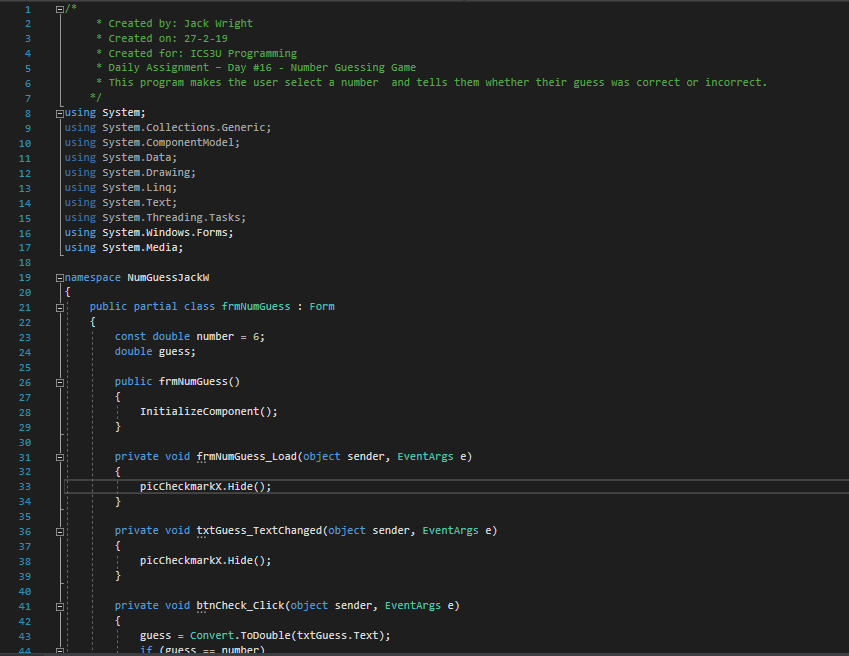 1 /*
2 * Created by: Jack Wright
3 * Created on: 27-2-19
4 * Created for: ICS3U Programming
5 * Daily Assignment – Day #16 - Number Guessing Game
6 * This program makes the user select a number  and tells them whether their guess was correct or incorrect.
7 */
8 using System;
9 using System.Collections.Generic;
10 using System.ComponentModel;
11 using System.Data;
12 using System.Drawing;
13 using System.Linq;
14 using System.Text;
15 using System.Threading.Tasks;
16 using System.Windows.Forms;
17 using System.Media;
18
19 namespace NumGuessJackW
20 {
21 public partial class frmNumGuess : Form
22 {
23 const double number = 6;
24 double guess;
25
26 public frmNumGuess()
27 {
28 InitializeComponent();
29 }
30
31 private void frmNumGuess_Load(object sender, EventArgs e)
32 {
33 picCheckmarkX.Hide();
34 }
35
36 private void txtGuess_TextChanged(object sender, EventArgs e)
37 {
38 picCheckmarkX.Hide();
39 }
40
41 private void btnCheck_Click(object sender, EventArgs e)
42 {
43 guess = Convert.ToDouble(txtGuess.Text);
44 if (guess == number)